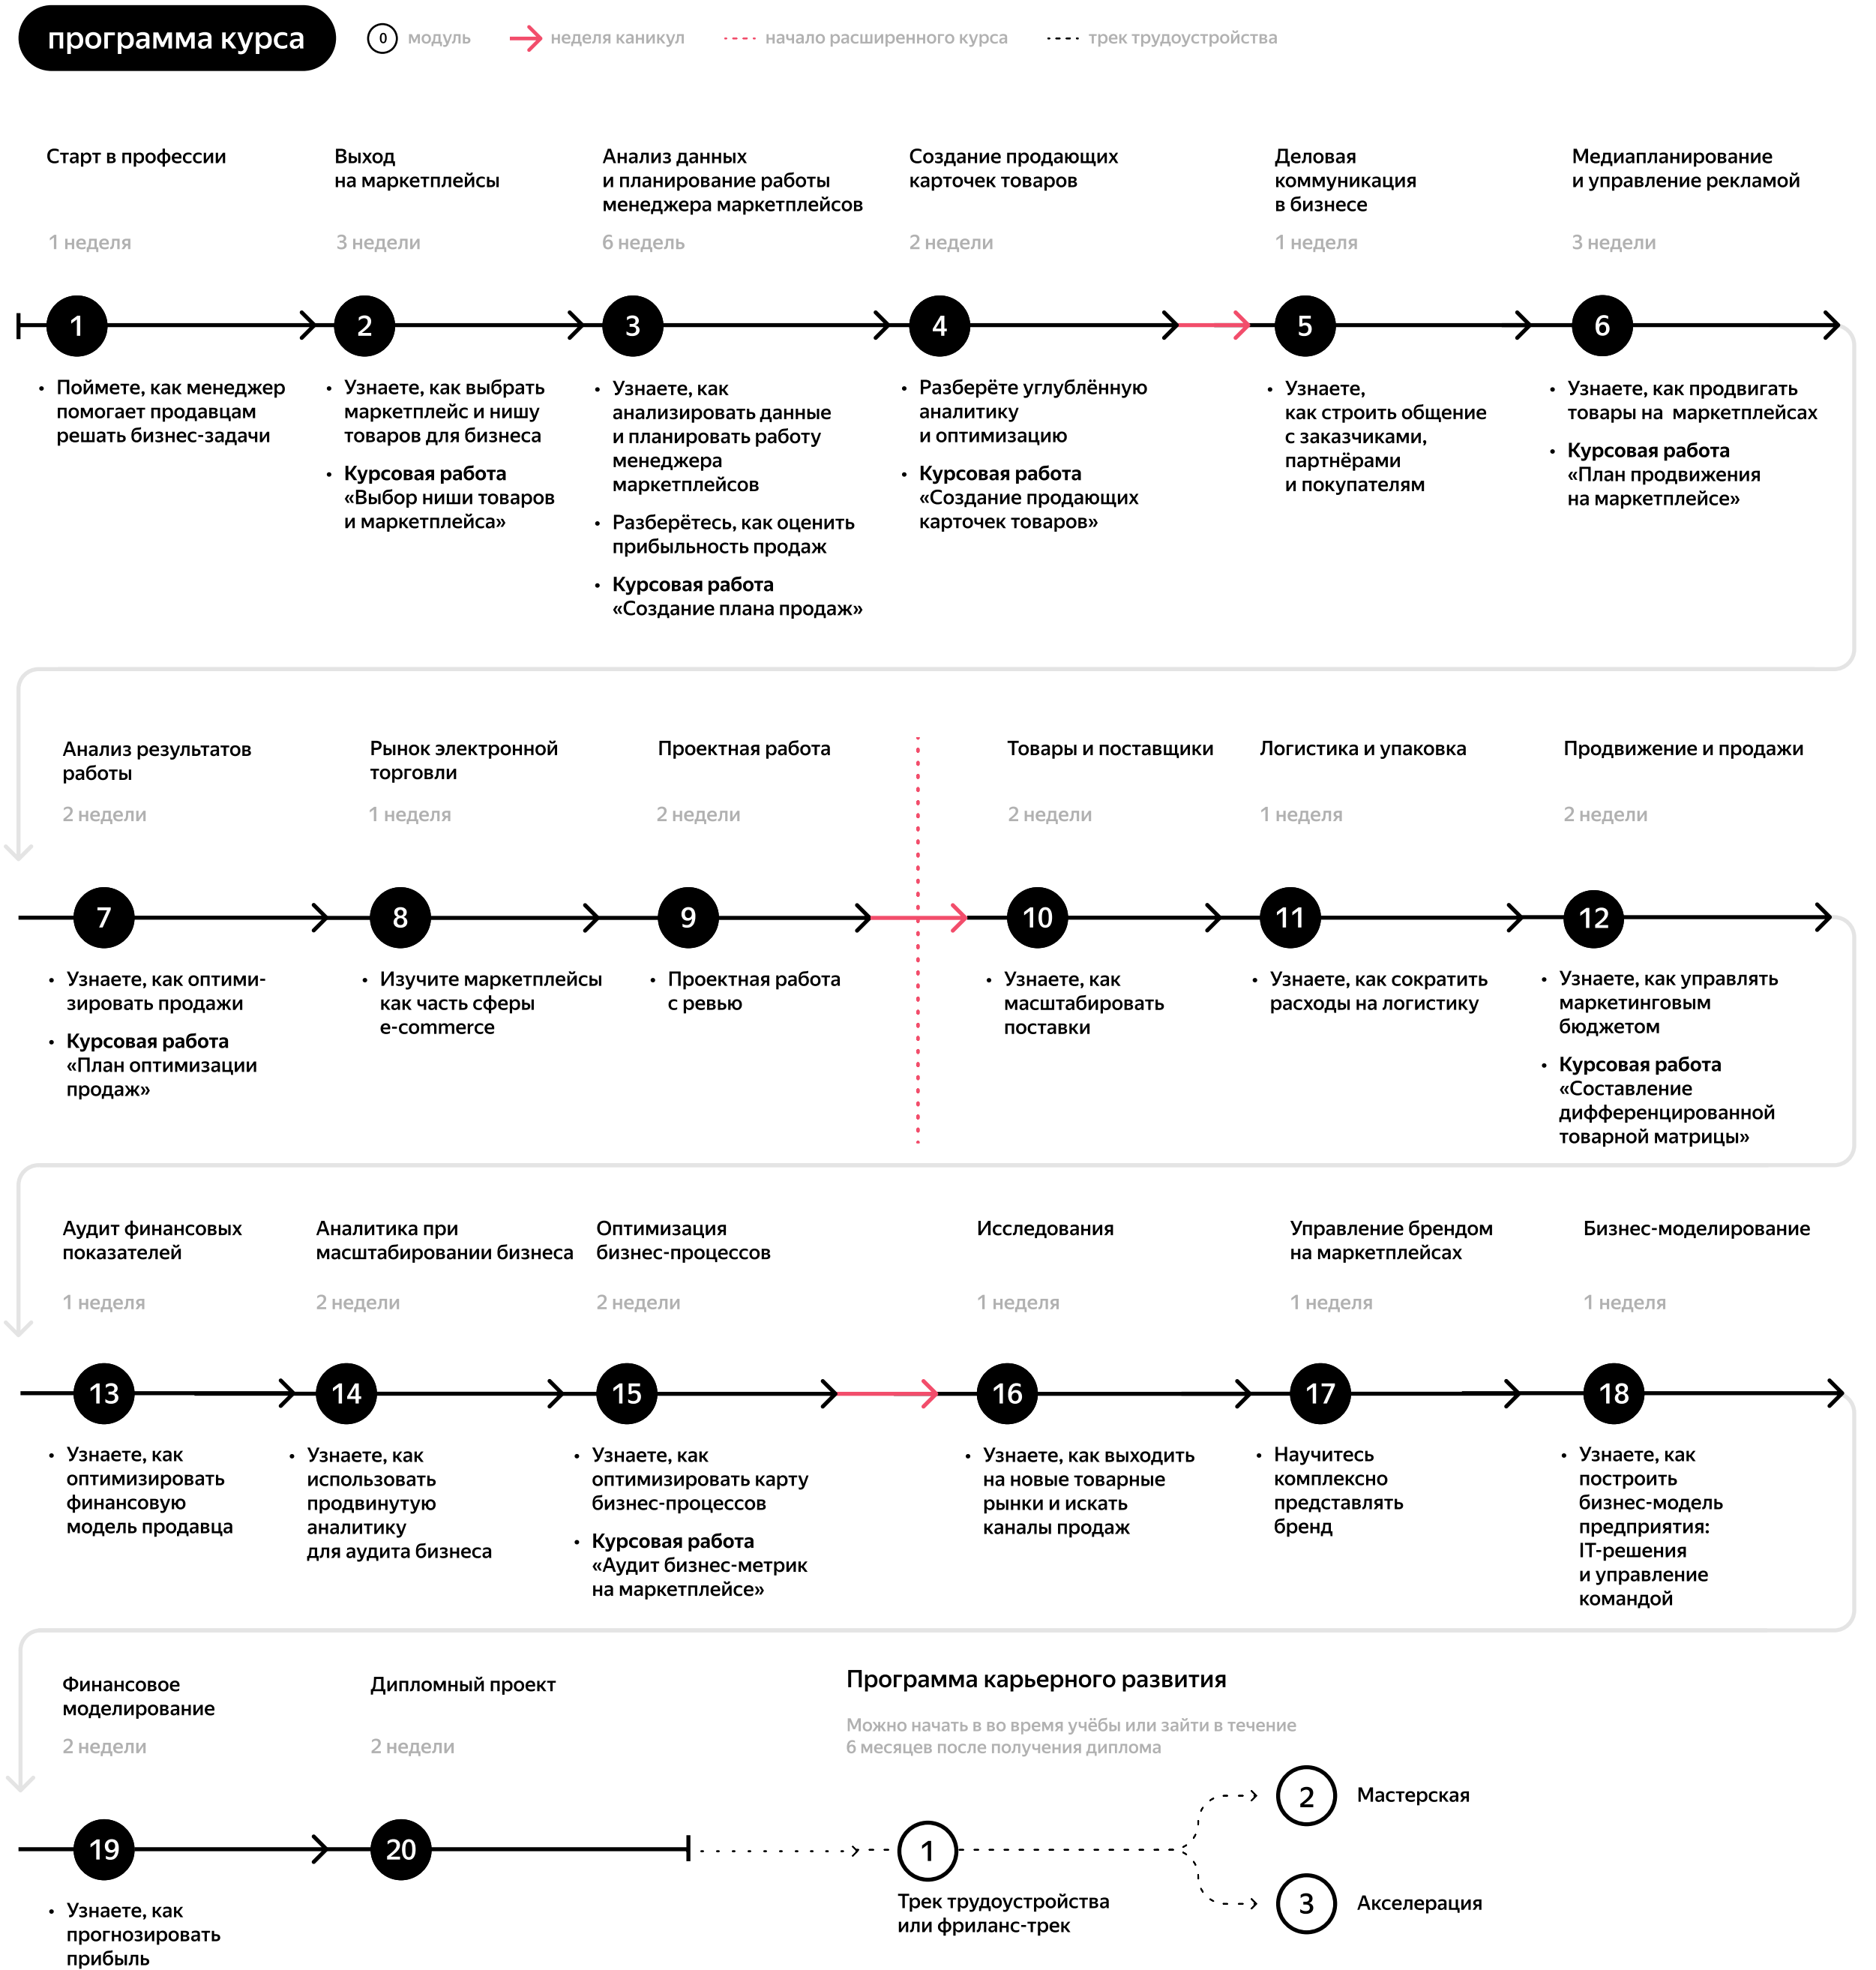 программа курса
0 модуль
неделя каникул
начало расширенного курса
трек трудоустройства
Старт в профессии
1 неделя
1
• Поймете, как менеджер
помогает продавцам
решать бизнес-задачи
Выход
на маркетплейсы
3 недели
2
• Узнаете, как выбрать
маркетплейс и нишу
товаров для бизнеса
• Курсовая работа
«Выбор ниши товаров
и маркетплейса»
Анализ данных
и планирование работы
менеджера маркетплейсов
6 недель
3
• Узнаете, как
анализировать данные
и планировать работу
менеджера
маркетплейсов
• Разберётесь, как оценить
прибыльность продаж
• Курсовая работа
«Создание плана продаж»
Создание продающих
карточек товаров
2 недели
4
• Разберёте углублённую
аналитику
и оптимизацию
• Курсовая работа
«Создание продающих
карточек товаров»
Деловая
коммуникация
в бизнесе
1 неделя
5
• Узнаете,
как строить общение
с заказчиками,
партнёрами
и покупателям
Медиапланирование
и управление рекламой
3 недели
6
• Узнаете, как продвигать
товары на маркетплейсах
• Курсовая работа
«План продвижения
на маркетплейсе»
Анализ результатов
работы
2 недели
7
• Узнаете, как оптими-
зировать продажи
• Курсовая работа
«План оптимизации
продаж»
Рынок электронной
торговли
1 неделя
8
• Изучите маркетплейсы
как часть сферы
e-commerce
Проектная работа
2 недели
9
• Проектная работа
с ревью
Товары и поставщики
2 недели
10
• Узнаете, как
масштабировать
поставки
Логистика и упаковка
1 неделя
11
• Узнаете, как сократить
расходы на логистику
Продвижение и продажи
2 недели
12
• Узнаете, как управлять
маркетинговым
бюджетом
• Курсовая работа
«Составление
дифференцированной
товарной матрицы»
Аудит финансовых
показателей
1 неделя
13
• Узнаете, как
оптимизировать
финансовую
модель продавца
Аналитика при
масштабировании бизнеса
2 недели
14
• Узнаете, как
использовать
продвинутую
аналитику
для аудита бизнеса
Оптимизация
бизнес-процессов
2 недели
15
• Узнаете, как
оптимизировать карту
бизнес-процессов
• Курсовая работа
«Аудит бизнес-метрик
на маркетплейсе»
Исследования
1 неделя
16
• Узнаете, как выходить
на новые товарные
рынки и искать
каналы продаж
Управление брендом
на маркетплейсах
1 неделя
17
• Научитесь
комплексно
представлять
бренд
Бизнес-моделирование
1 неделя
18
• Узнаете, как
построить
бизнес-модель
предприятия:
IT-решения
и управление
командой
Финансовое
моделирование
2 недели
19
• Узнаете, как
прогнозировать
прибыль
Дипломный проект
2 недели
20
Программа карьерного развития
Можно начать в во время учёбы или зайти в течение
6 месяцев после получения диплома
1
Трек трудоустройства
или фриланс-трек
2 Мастерская
3 Акселерация